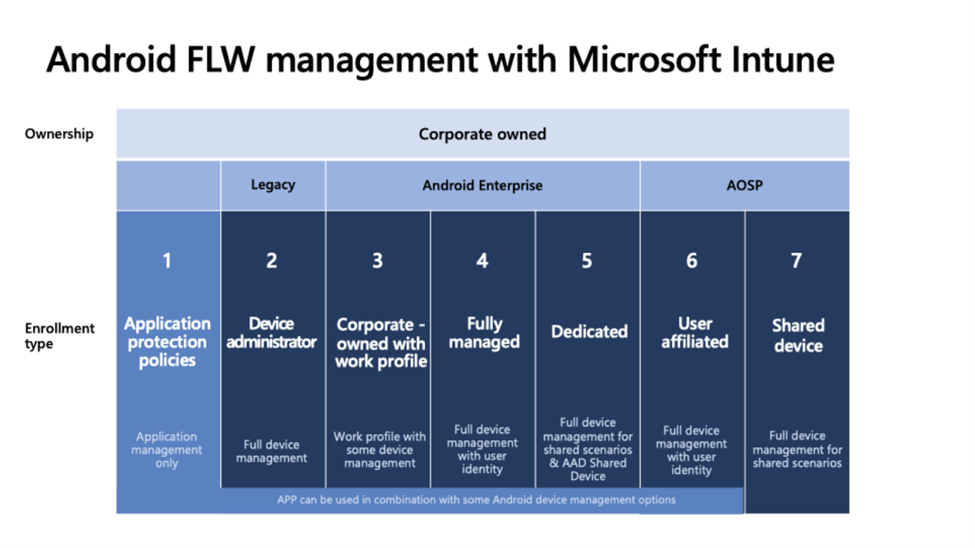 Android FLW management with Microsoft Intune
Ownership
Corporate owned
Legacy
Android Enterprise
AOSP
Enrollment
type
1
Application
protection
policies
Application
management
only
2
Device
administrator
Full device
management
3
Corporate -
owned with
work profile
Work profile with
some device
management
4
Fully
managed
Full device
management
with user
identity
5
Dedicated
Full device
management for
shared scenarios
& AAD Shared
Device
6
User
affiliated
Full device
management
with user
identity
7
Shared
device
Full device
management for
shared scenarios
APP can be used in combination with some Android device management options